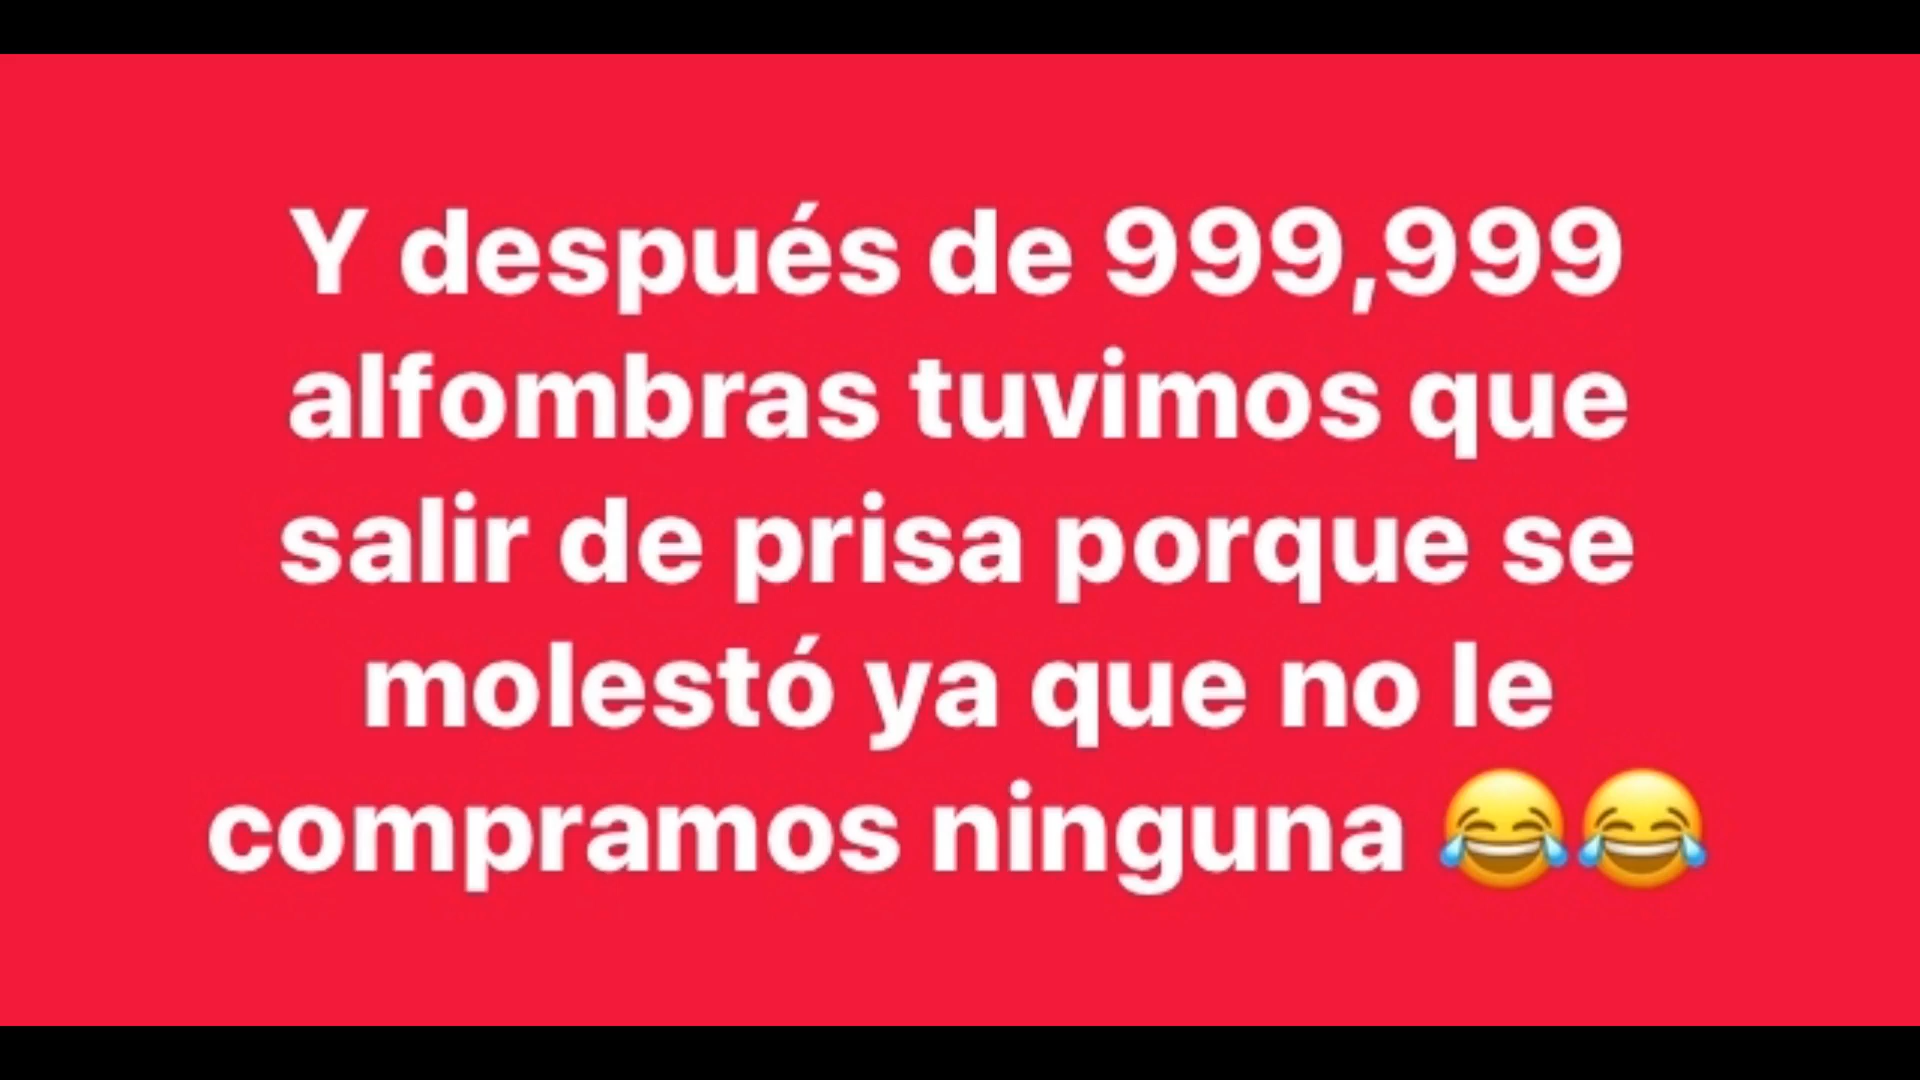 Y después de 999,999
alfombras tuvimos que
salir de prisa porque se
molestó ya que no le
compramos ninguna 😂😂